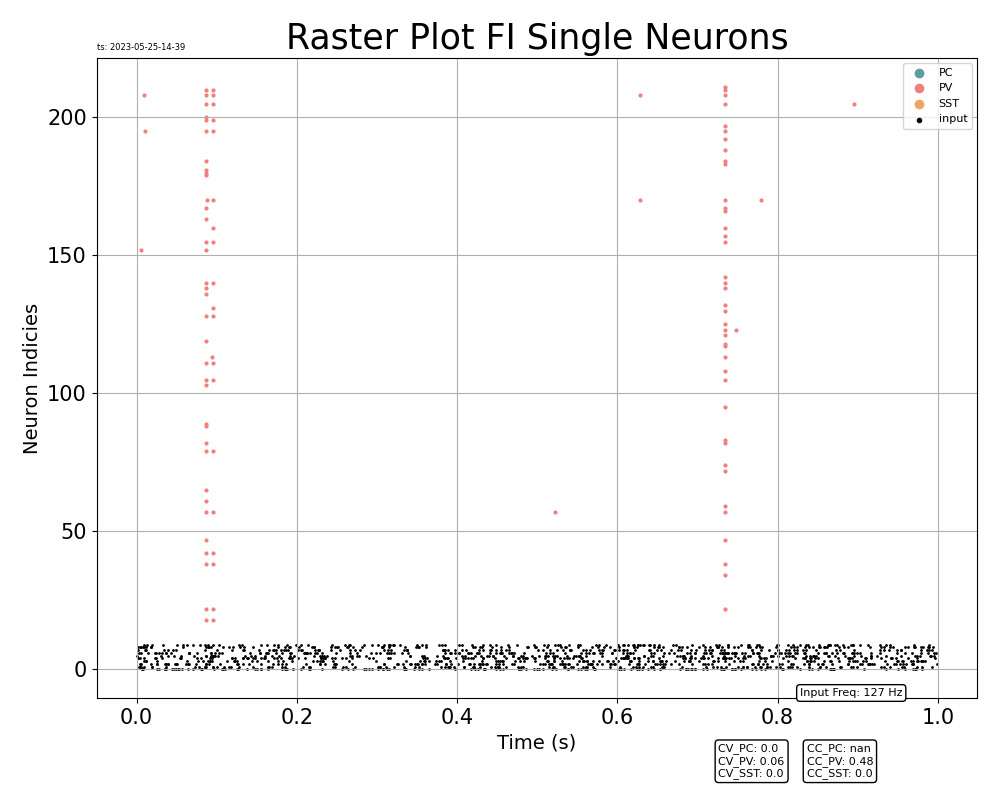 Raster Plot FI Single Neurons
ts: 2023-05-25-14-39
PC
PV
SST
input
200
150
100
50
0
Neuron Indicies
0.0 0.2 0.4 0.6 0.8 1.0
Input Freq: 127 Hz
Time (s)
CV_PC: 0.0
CV_PV: 0.06
CV_SST: 0.0
CC_PC: nan
CC_PV: 0.48
CC_SST: 0.0